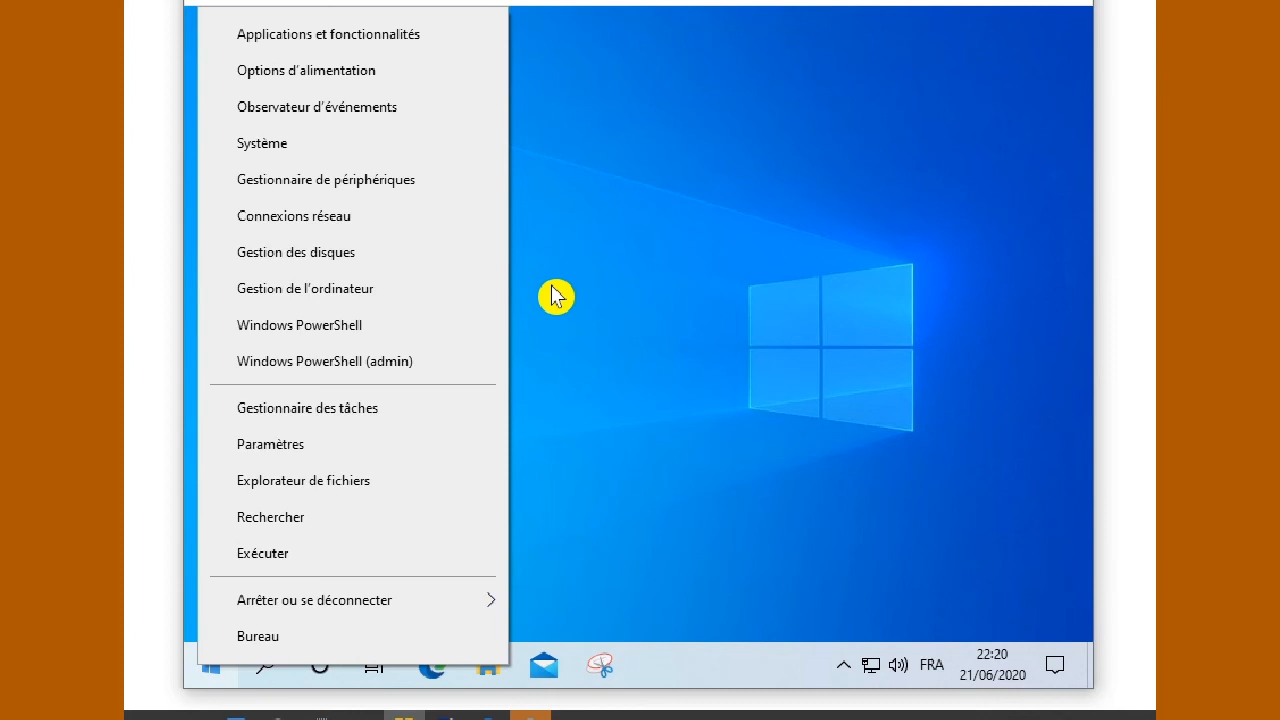 Applications et fonctionnalités
Options d'alimentation
Observateur d'événements
Système
Gestionnaire de périphériques
Connexions réseau
Gestion des disques
Gestion de l'ordinateur
Windows PowerShell
Windows PowerShell (admin)
Gestionnaire des tâches
Paramètres
Explorateur de fichiers
Rechercher
Exécuter
Arrêter ou se déconnecter
Bureau
FRA
22:20
21/06/2020